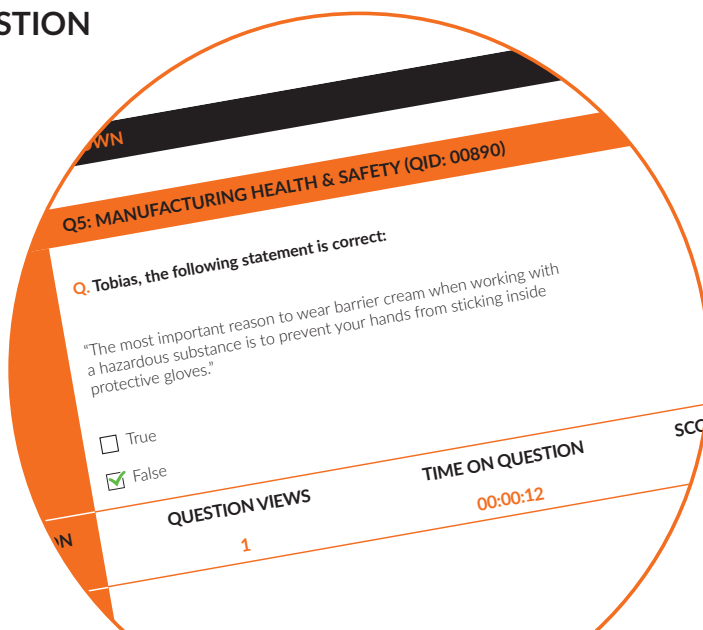 STION
WN
Q5: MANUFACTURING HEALTH & SAFETY (QID: 00890)
Q. Tobias, the following statement is correct:
“The most important reason to wear barrier cream when working with
a hazardous substance is to prevent your hands from sticking inside
protective gloves.”
True
False
QUESTION VIEWS
TIME ON QUESTION
SCO
ON
1
00:00:12